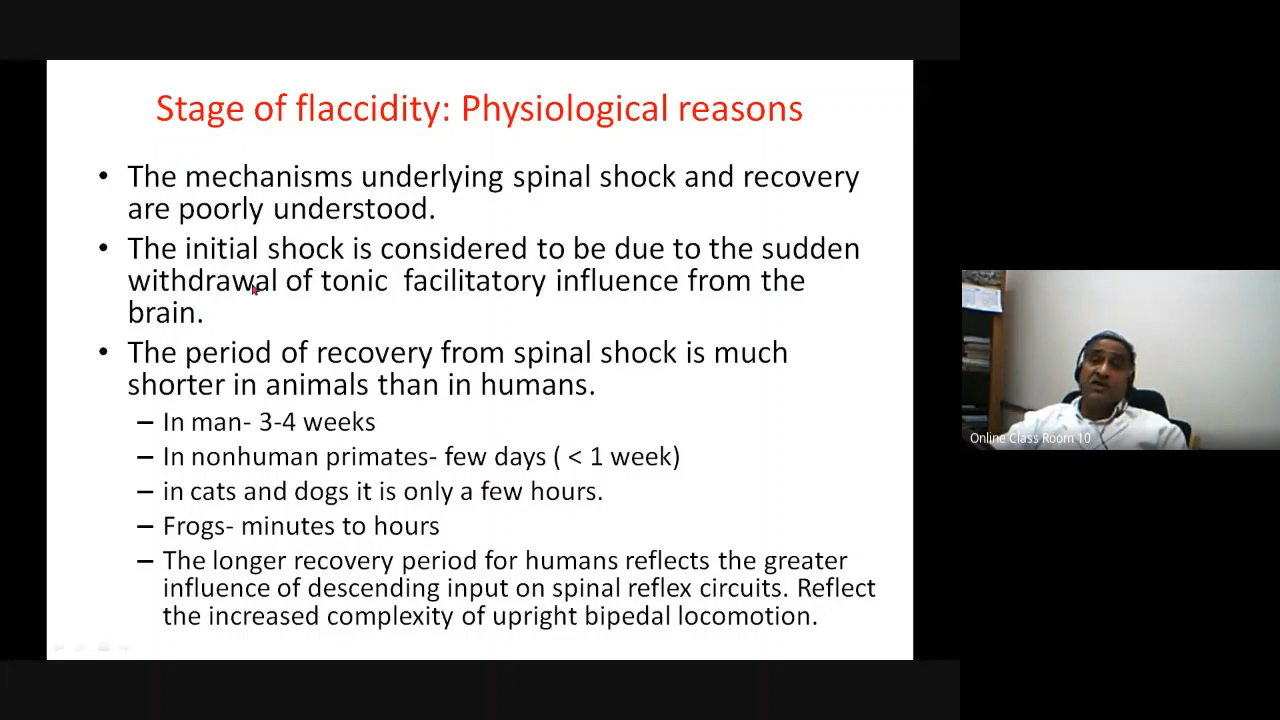 Stage of flaccidity: Physiological reasons
• The mechanisms underlying spinal shock and recovery
are poorly understood.
• The initial shock is considered to be due to the sudden
withdrawal of tonic  facilitatory influence from the
brain.
• The period of recovery from spinal shock is much
shorter in animals than in humans.
– In man- 3-4 weeks
– In nonhuman primates- few days ( < 1 week)
– in cats and dogs it is only a few hours.
– Frogs- minutes to hours
– The longer recovery period for humans reflects the greater
influence of descending input on spinal reflex circuits. Reflect
the increased complexity of upright bipedal locomotion.
Online Class Room 10